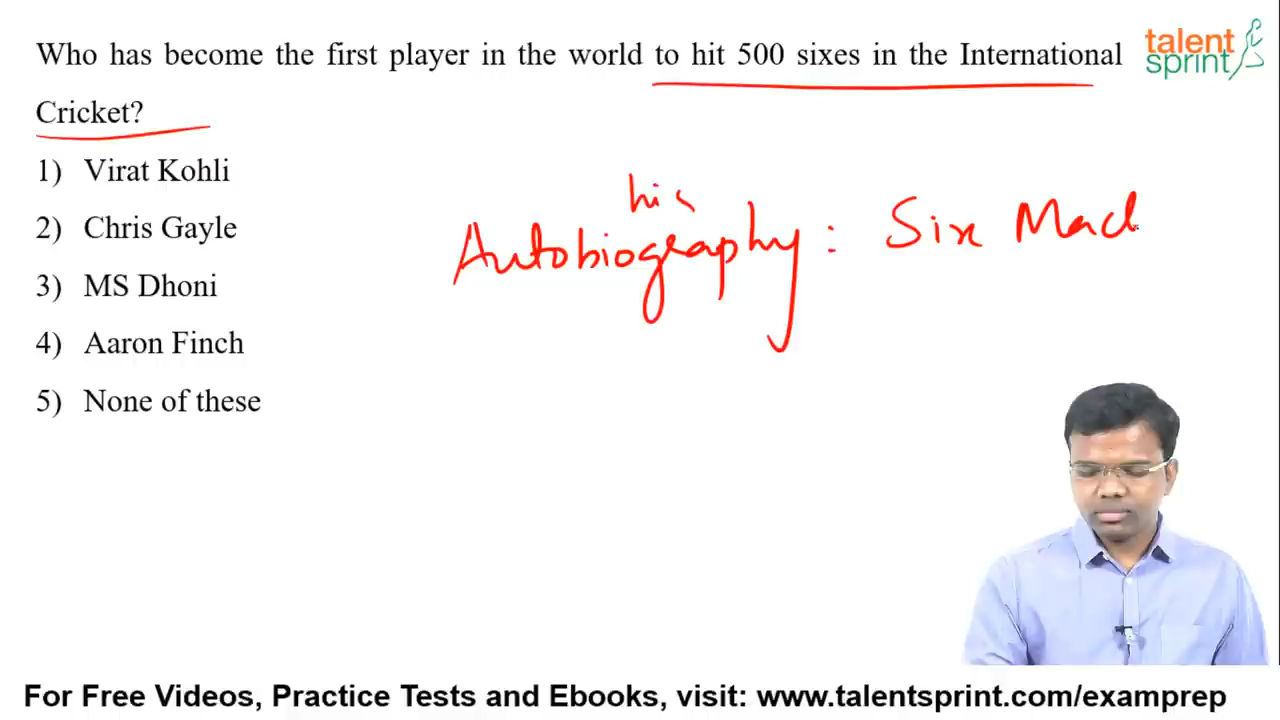 Who has become the first player in the world to hit 500 sixes in the International
Cricket?
talent
sprint
1) Virat Kohli
2) Chris Gayle
3) MS Dhoni
4) Aaron Finch
5) None of these
his
Autobiography: Six Mac
For Free Videos, Practice Tests and Ebooks, visit: www.talentsprint.com/examprep